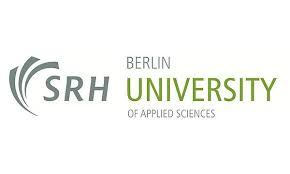 SRH
BERLIN
UNIVERSITY
OF APPLIED SCIENCES